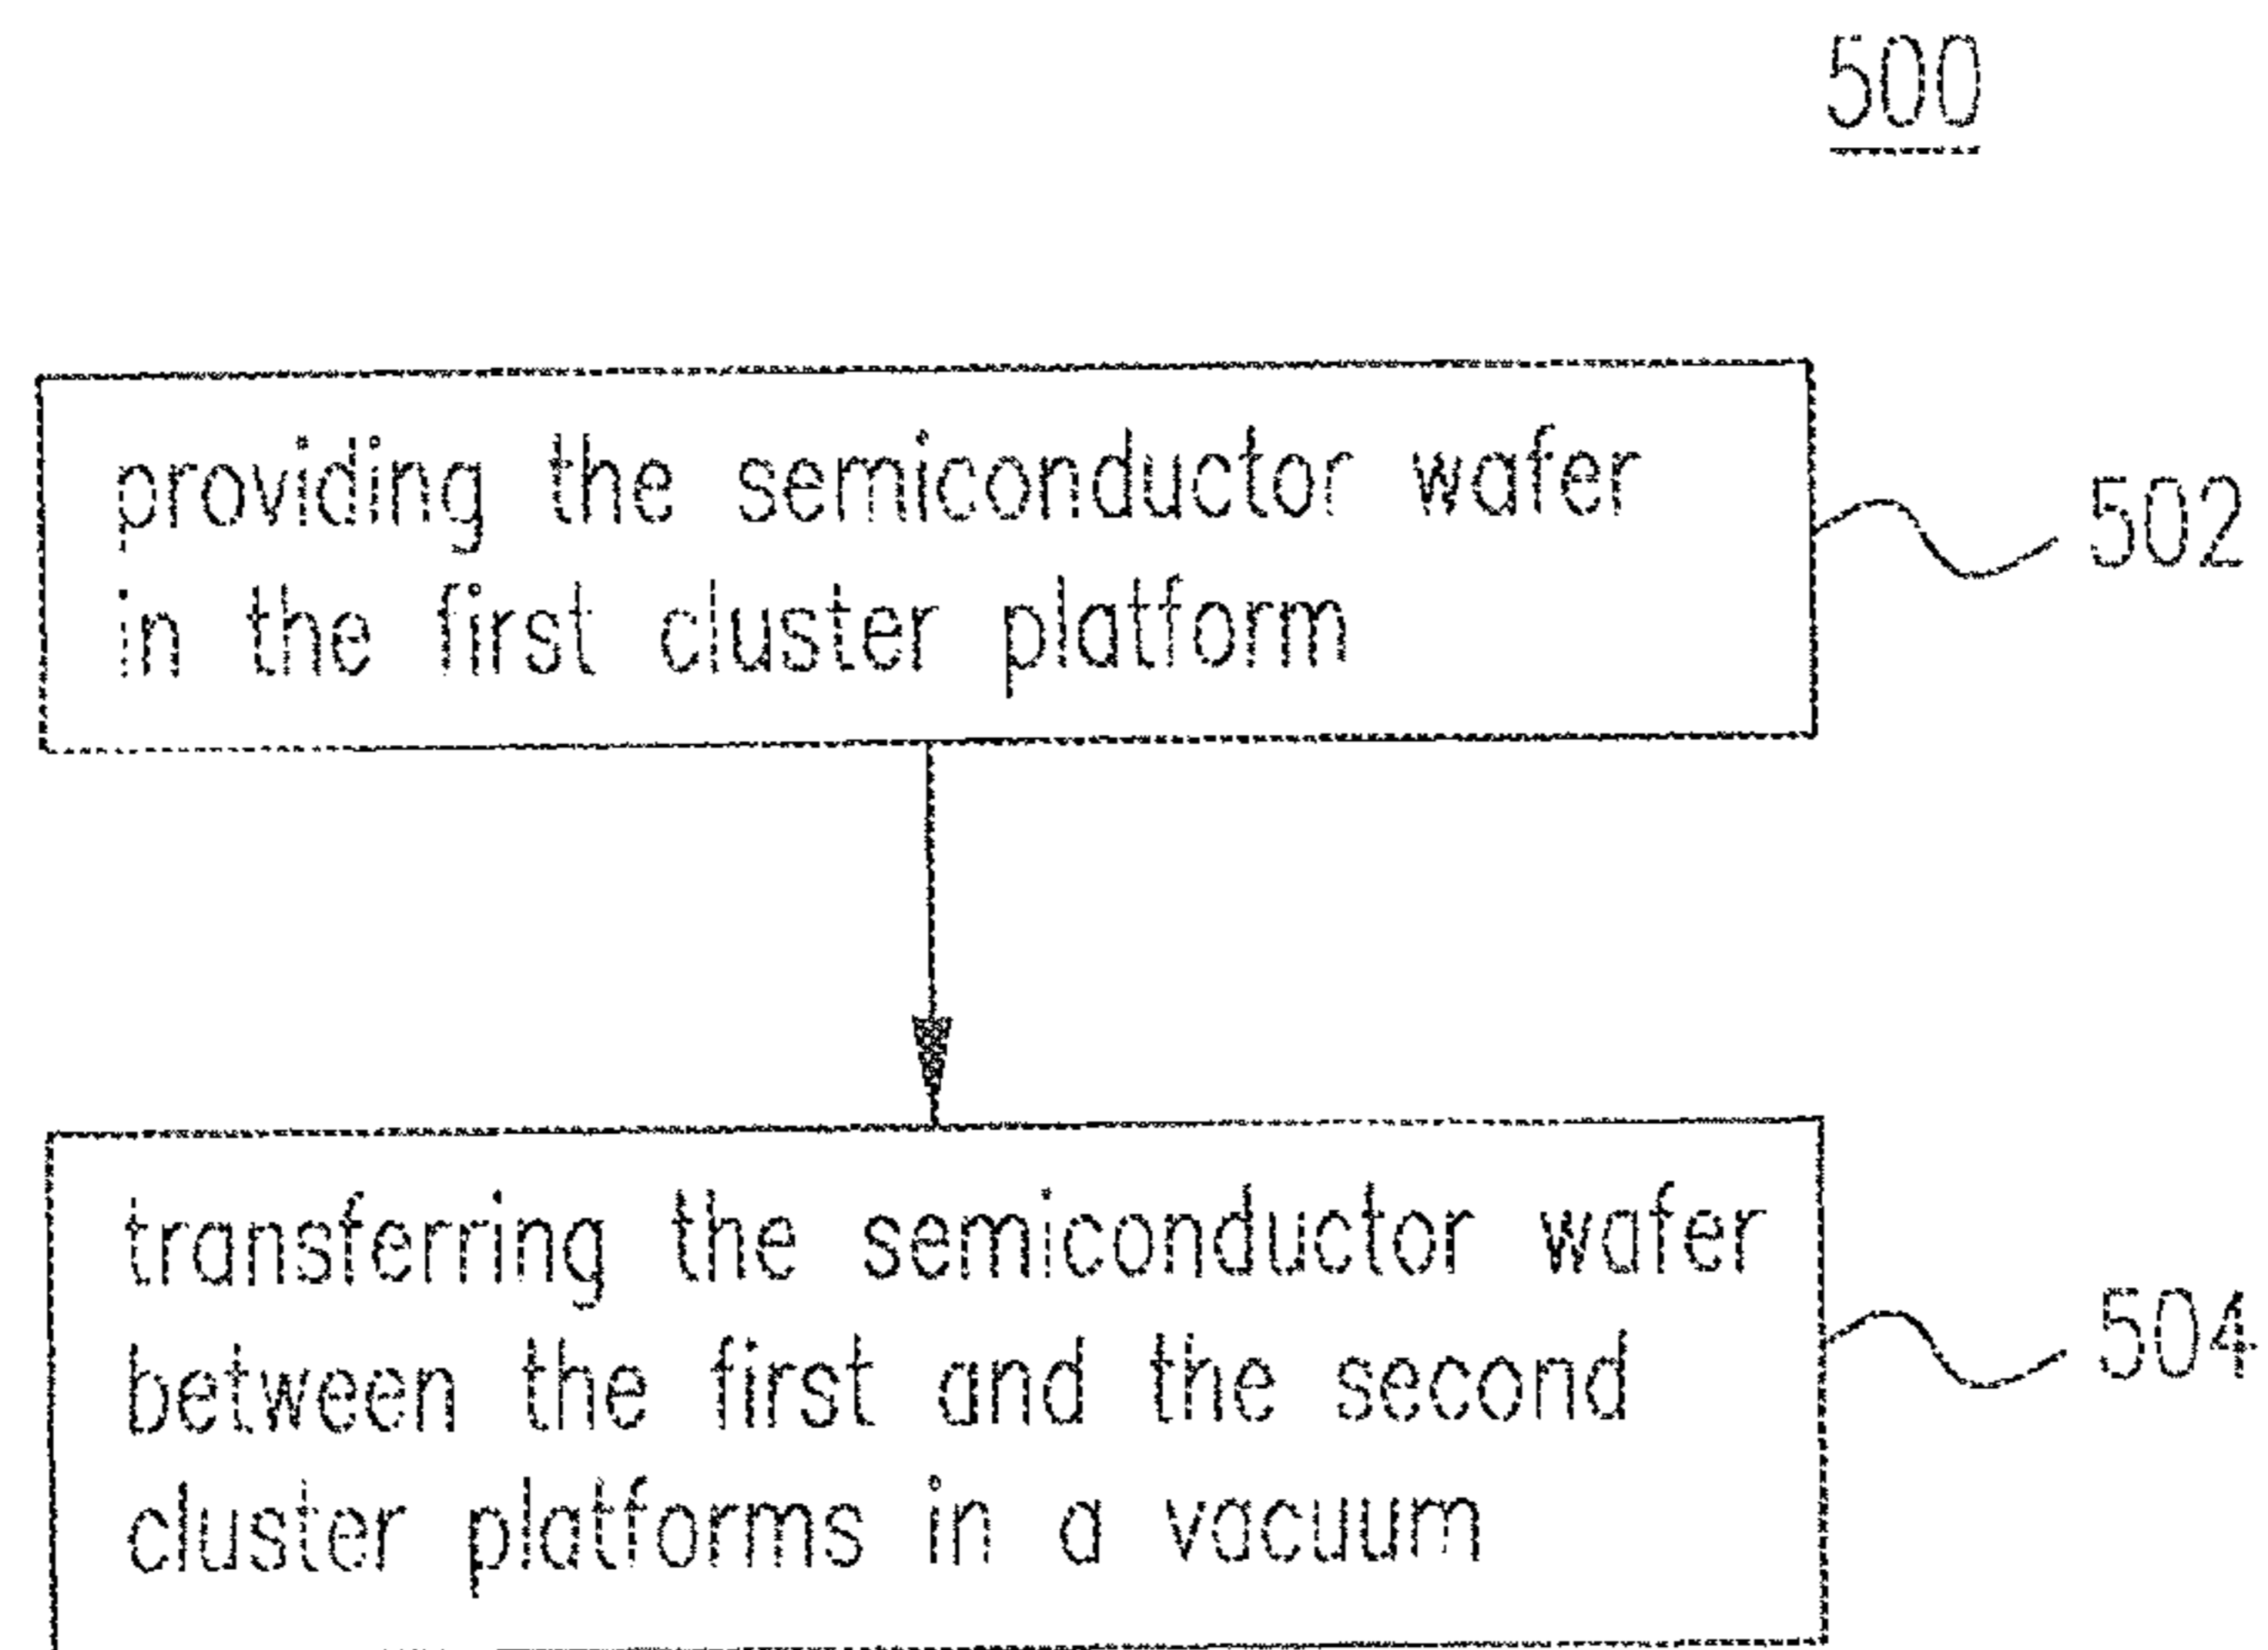 500
providing the semiconductor wafer
in the first cluster platform
502
transferring the semiconductor wafer
between the first and the second
cluster platforms in a vacuum
504